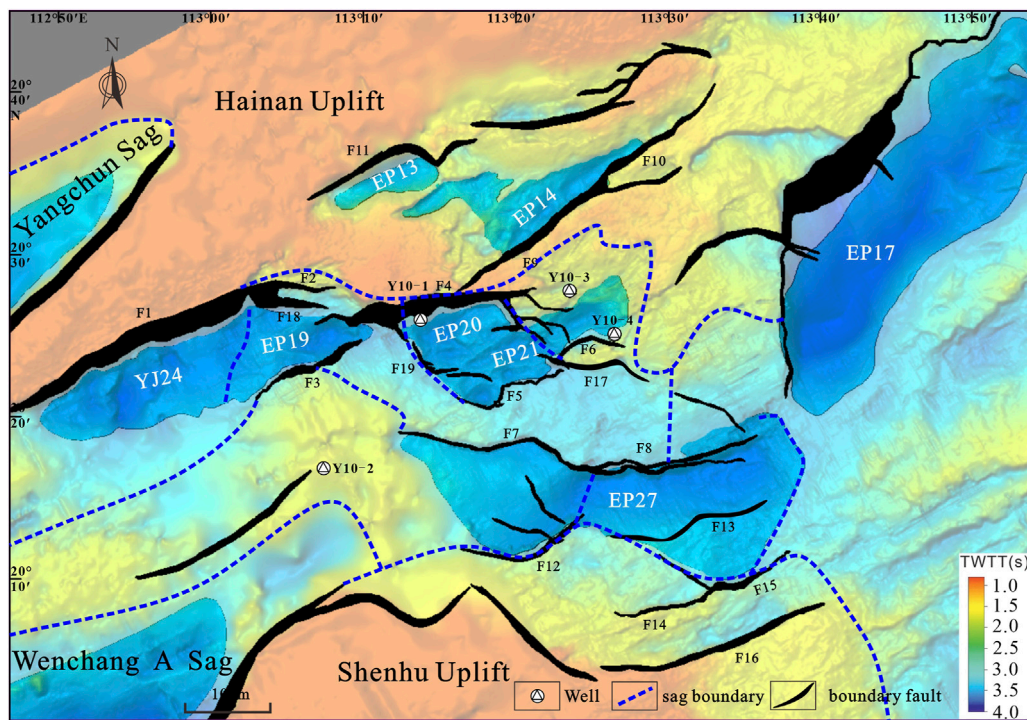 112°50′E
113°00′
113°10′
113°20′
113°30′
113°40′
113°50′
N
20°
40′
N
Hainan Uplift
Yangchun Sag
F11
EP13
F10
EP14
20°
30′
EP17
F9
Y10-3
F2
Y10-1
F4
F1
F18
EP20
Y10-4
EP19
EP21
F6
YJ24
F3
F19
F17
F5
20°
20′
F7
F8
Y10-2
EP27
F13
F12
20°
10′
TWTT(s)
1.0
1.5
2.0
2.5
3.0
3.5
4.0
F15
F14
F16
Wenchang A Sag
Shenhu Uplift
Well
sag boundary
boundary fault